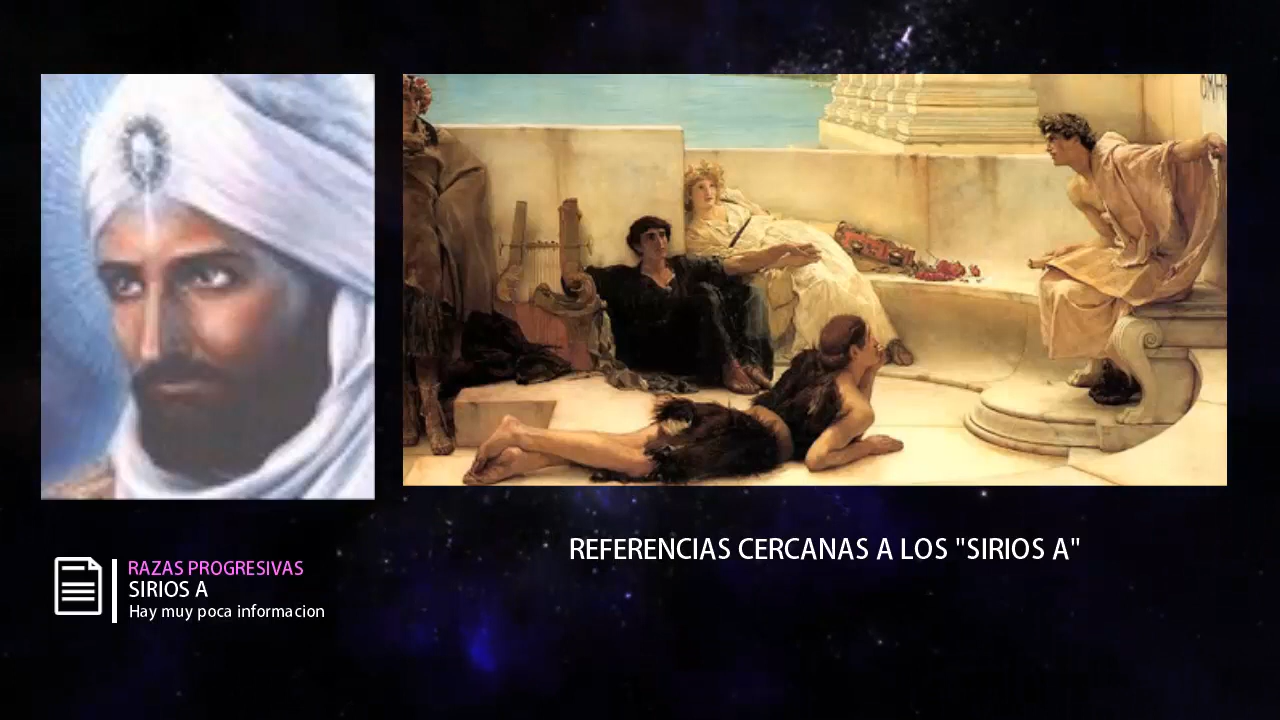 REFERENCIAS CERCANAS A LOS "SIRIOS A"
RAZAS PROGRESIVAS
SIRIOS A
Hay muy poca informacion